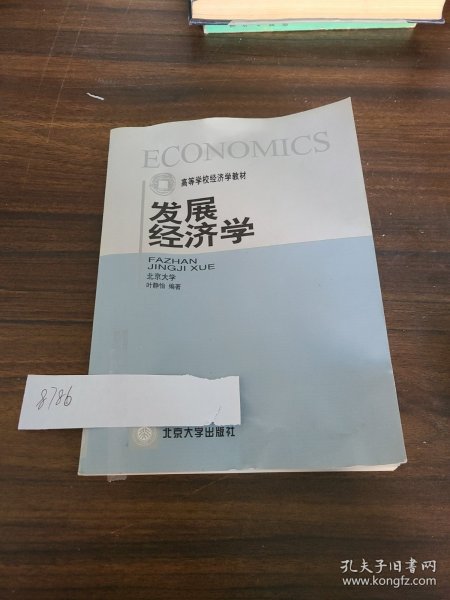 ECONOMICS
高等学校经济学教材
发展
经济学
FAZHAN
JINGJI XUE
北京大学
叶静怡 编著
8786
北京大学出版社
孔夫子旧书网
www.kongfz.com